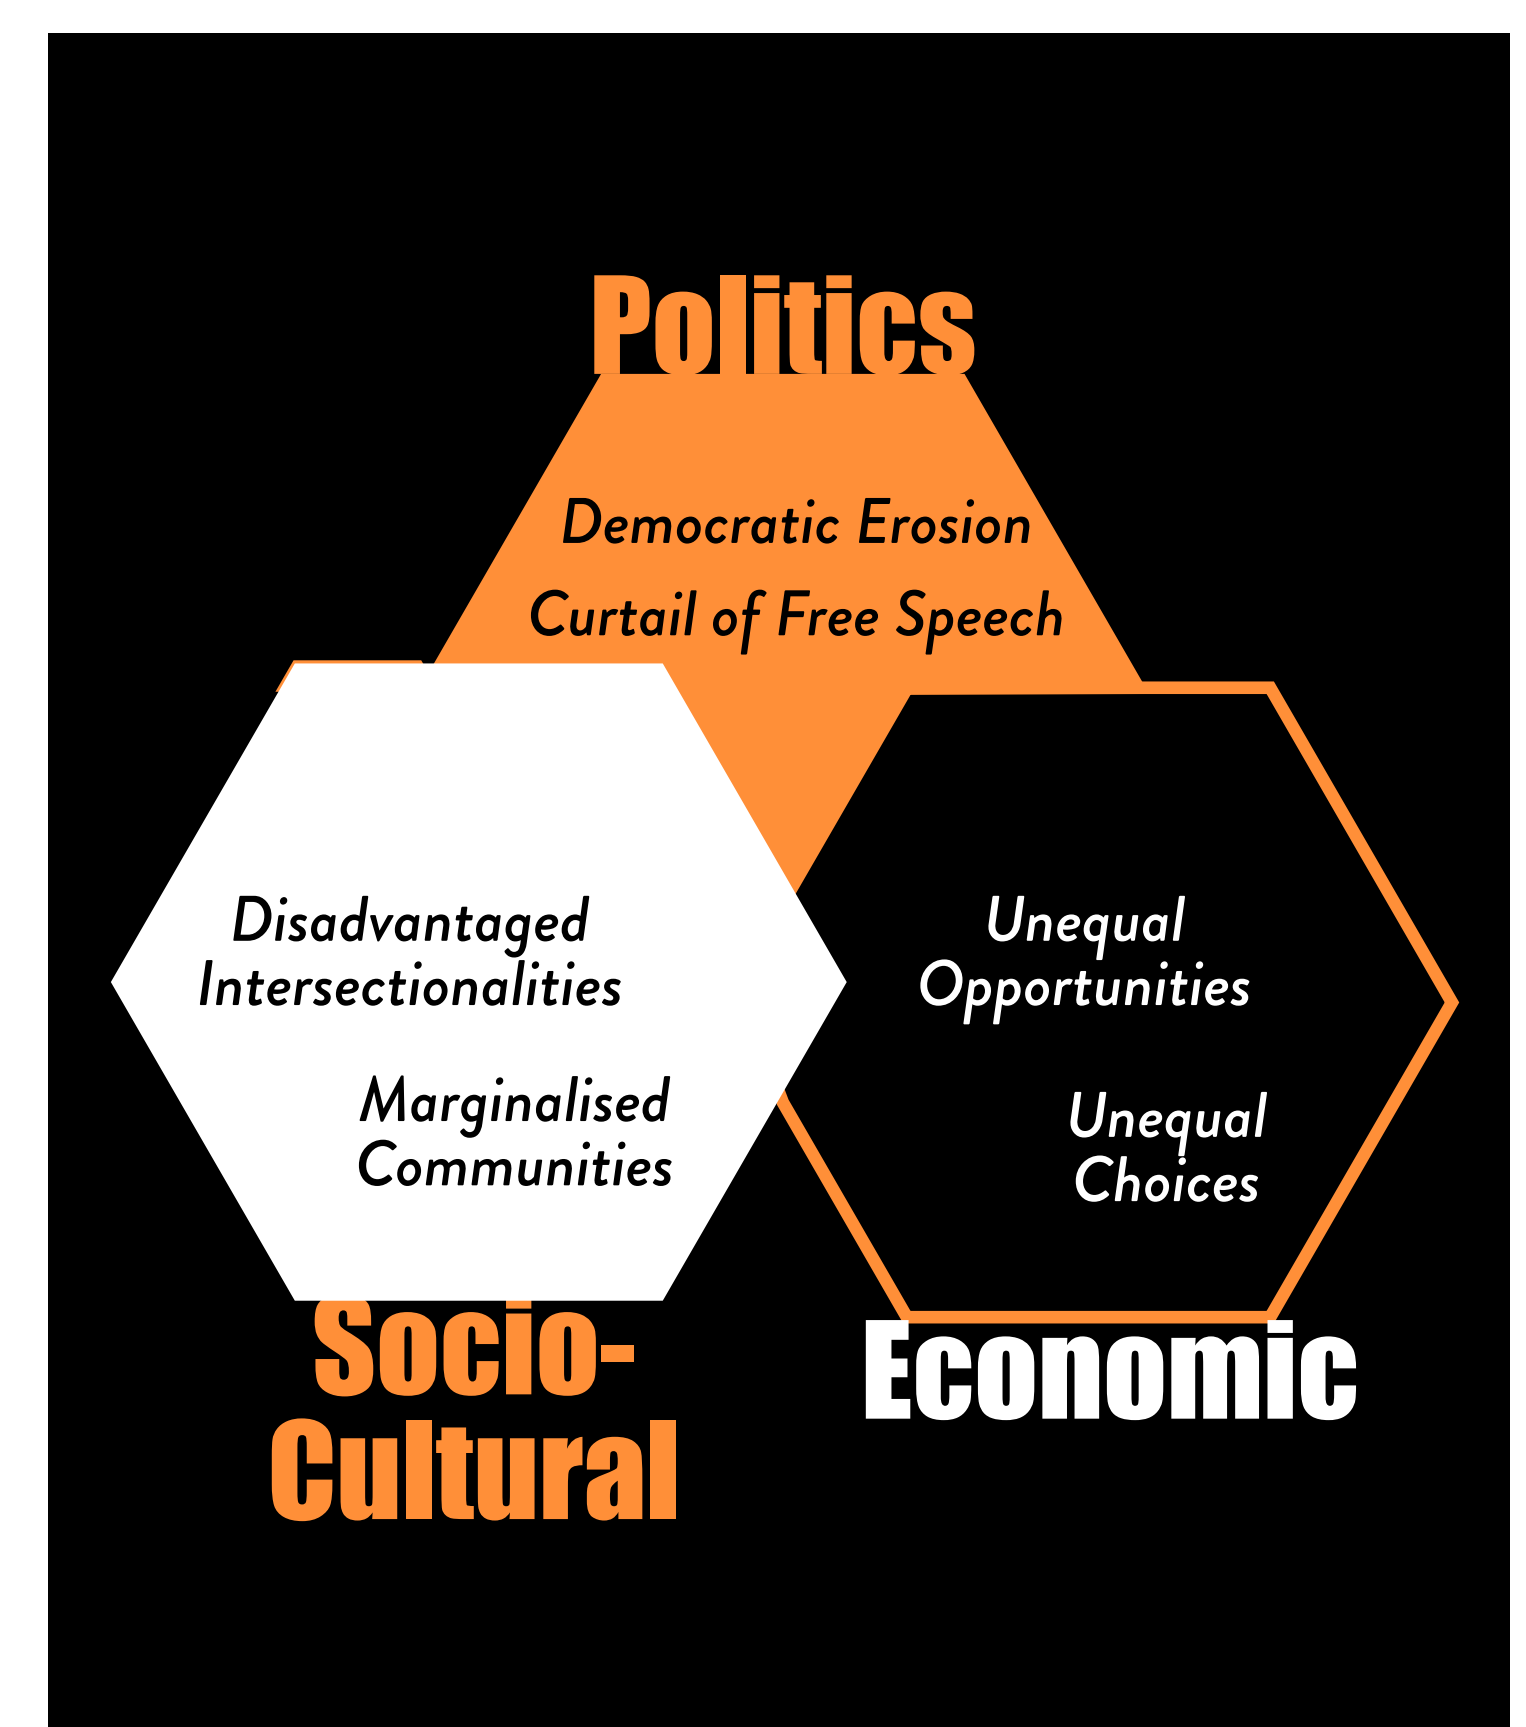 Politics
Democratic Erosion
Curtail of Free Speech
Disadvantaged
Intersectionalities
Marginalised
Communities
Unequal
Opportunities
Unequal
Choices
Socio-
Cultural
Economic